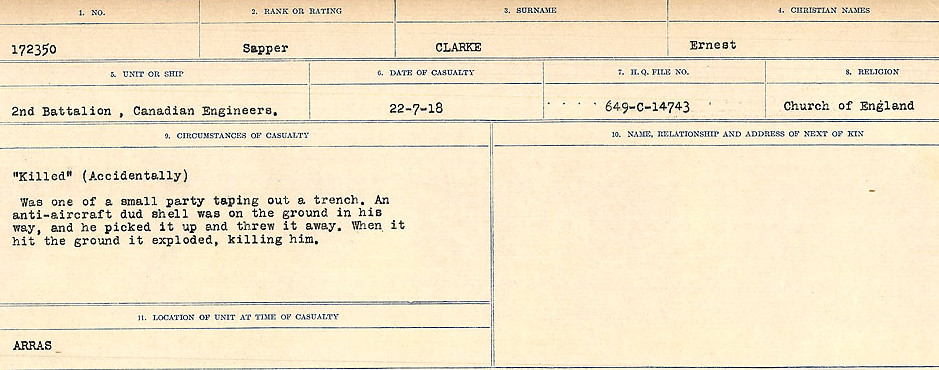 1. NO.
2. RANK OR RATING
3. SURNAME
4. CHRISTIAN NAMES
172350
Sapper
CLARKE
Ernest
5. UNIT OR SHIP
6. DATE OF CASUALTY
7. H. Q. FILE NO.
8. RELIGION
2nd Battalion , Canadian Engineers.
22-7-18
649-C-14743
Church of England
9. CIRCUMSTANCES OF CASUALTY
10. NAME, RELATIONSHIP AND ADDRESS OF NEXT OF KIN
"Killed" (Accidentally)
Was one of a small party taping out a trench. An
anti-aircraft dud shell was on the ground in his
way, and he picked it up and threw it away. When it
hit the ground it exploded, killing him.
11. LOCATION OF UNIT AT TIME OF CASUALTY
ARRAS